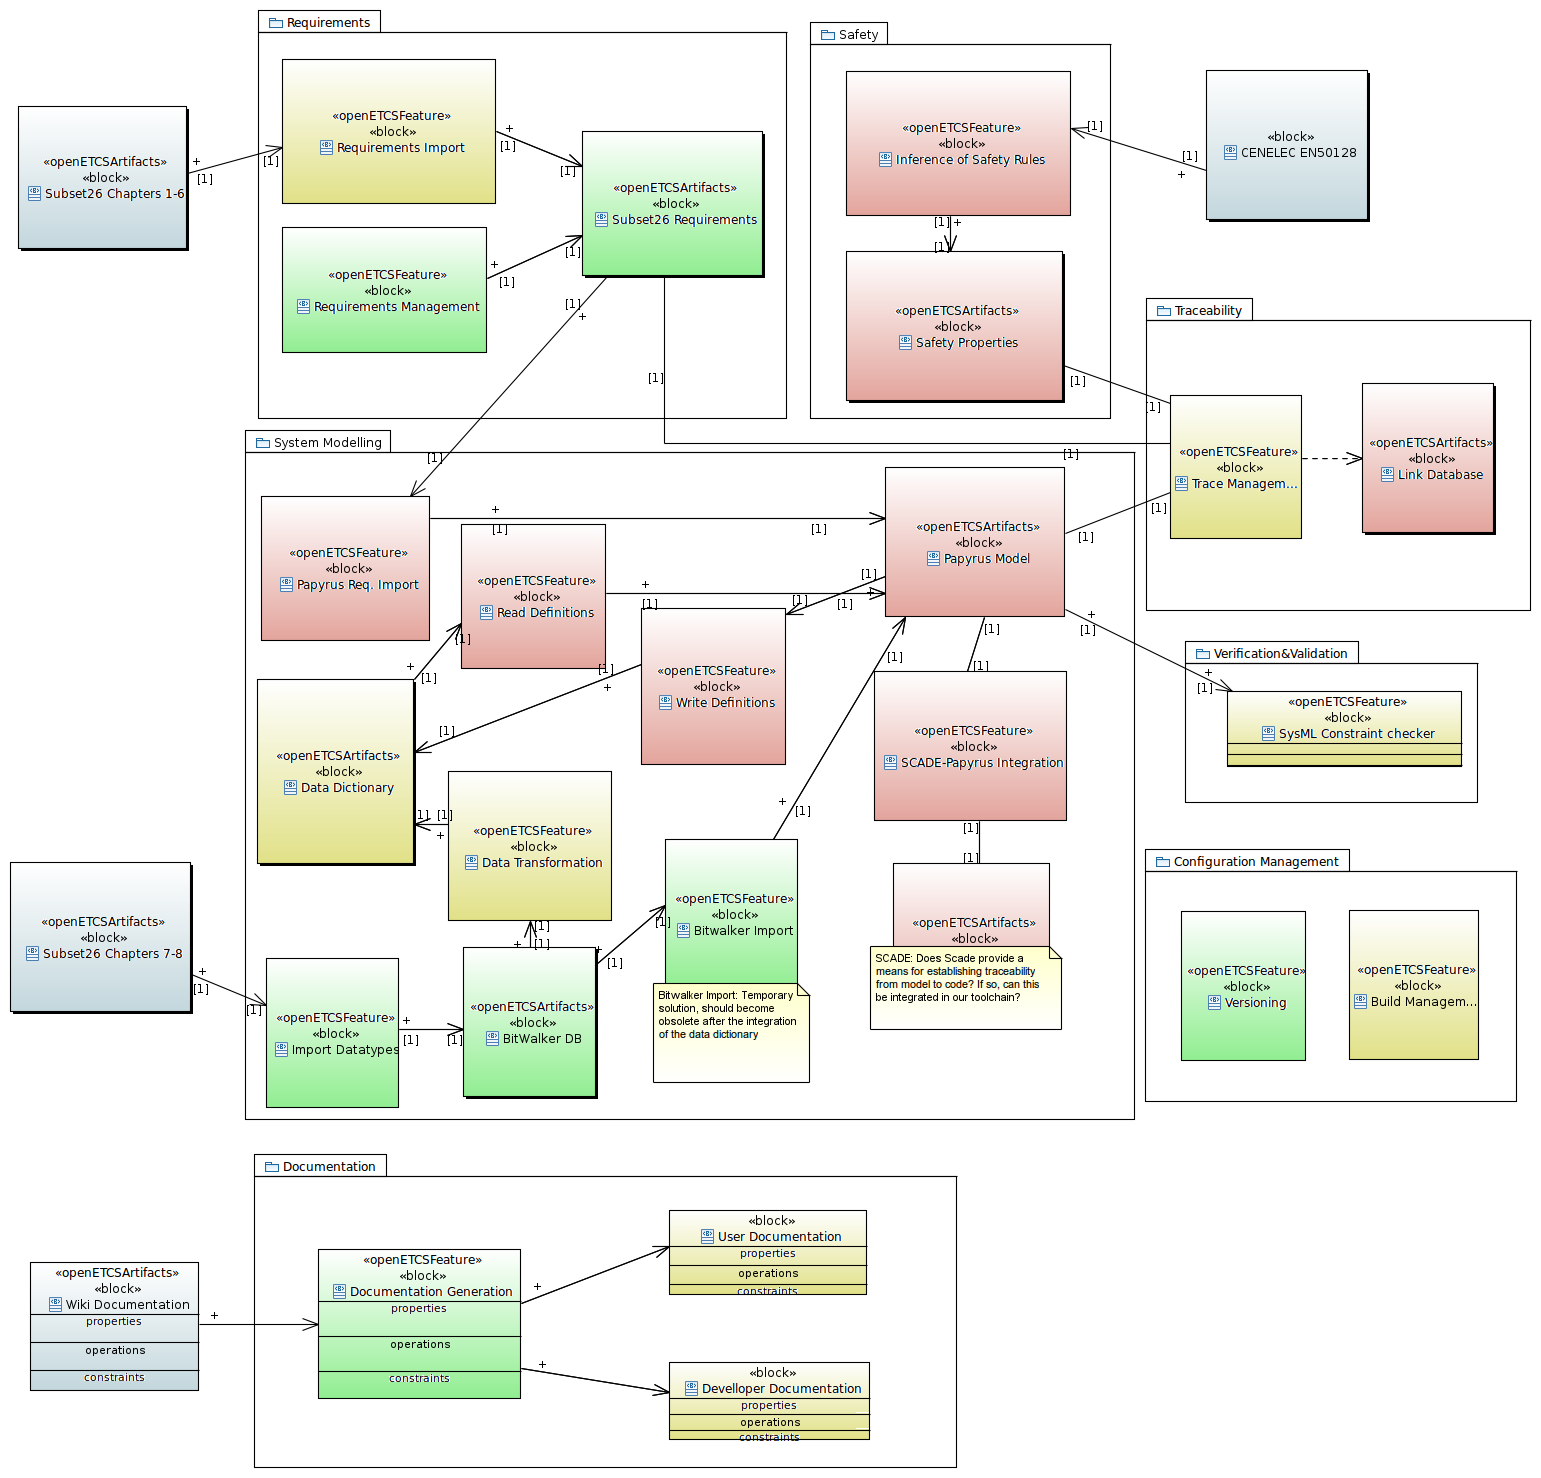 Requirements
«openETCSFeature»
«block»
Requirements Import
«openETCSArtifacts»
«block»
Subset26 Chapters 1-6
+
[1]
[1]
+
[1]
[1]
«openETCSArtifacts»
«block»
Subset26 Requirements
«openETCSFeature»
«block»
Requirements Management
+
[1]
[1]
[1]
+
[1]
[1]
Safety
«openETCSFeature»
«block»
Inference of Safety Rules
[1]
[1]
+
«block»
CENELEC EN50128
[1]
+
[1]
«openETCSArtifacts»
«block»
Safety Properties
[1]
[1]
Traceability
«openETCSFeature»
«block»
Trace Managem...
«openETCSArtifacts»
«block»
Link Database
[1]
[1]
[1]
System Modelling
«openETCSFeature»
«block»
Papyrus Req. Import
+
[1]
[1]
«openETCSFeature»
«block»
Read Definitions
+
[1]
[1]
«openETCSArtifacts»
«block»
Papyrus Model
[1]
+
[1]
«openETCSFeature»
«block»
Write Definitions
[1]
+
[1]
+
[1]
[1]
«openETCSArtifacts»
«block»
Data Dictionary
1]
[1]
+
«openETCSFeature»
«block»
Data Transformation
[1]
+
[1]
[1]
[1]
[1]
«openETCSFeature»
«block»
SCADE-Papyrus Integration
[1]
[1]
+
[1]
«openETCSFeature»
«block»
Bitwalker Import
[1]
+
[1]
«openETCSArtifacts»
«block»
SCADE: Does Scade provide a
means for establishing traceability
from model to code? If so, can this
be integrated in our toolchain?
Bitwalker Import: Temporary
solution, should become
obsolete after the integration
of the data dictionary
«openETCSArtifacts»
«block»
BitWalker DB
«openETCSFeature»
«block»
Import Datatypes
+
[1]
[1]
«openETCSArtifacts»
«block»
Subset26 Chapters 7-8
+
[1]
[1]
+
[1]
+
[1]
Verification&Validation
«openETCSFeature»
«block»
SysML Constraint checker
Configuration Management
«openETCSFeature»
«block»
Versioning
«openETCSFeature»
«block»
Build Managem...
Documentation
«openETCSArtifacts»
«block»
Wiki Documentation
properties
operations
constraints
+
«openETCSFeature»
«block»
Documentation Generation
properties
operations
constraints
+
+
«block»
User Documentation
properties
operations
constraints
«block»
Develloper Documentation
properties
operations
constraints